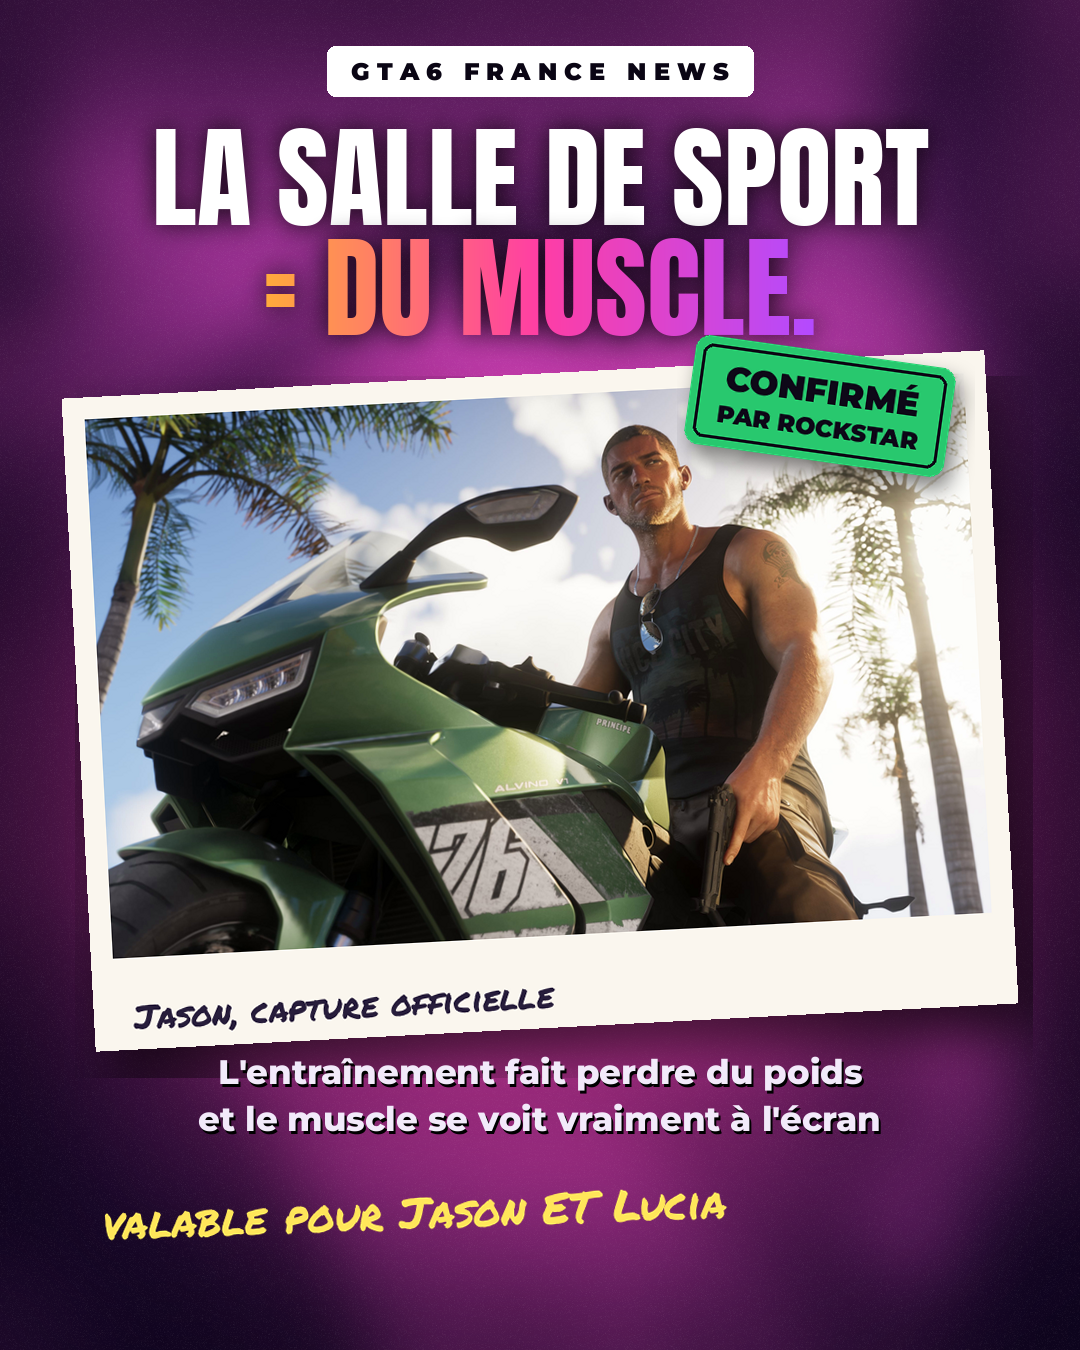 GTA6 FRANCE NEWS
LA SALLE DE SPORT
= DU MUSCLE.
CONFIRMÉ
PAR ROCKSTAR
CITY
PRINCIPE
ALVINO V1
76
Jason, capture officielle
L'entraînement fait perdre du poids
et le muscle se voit vraiment à l'écran
valable pour Jason ET Lucia